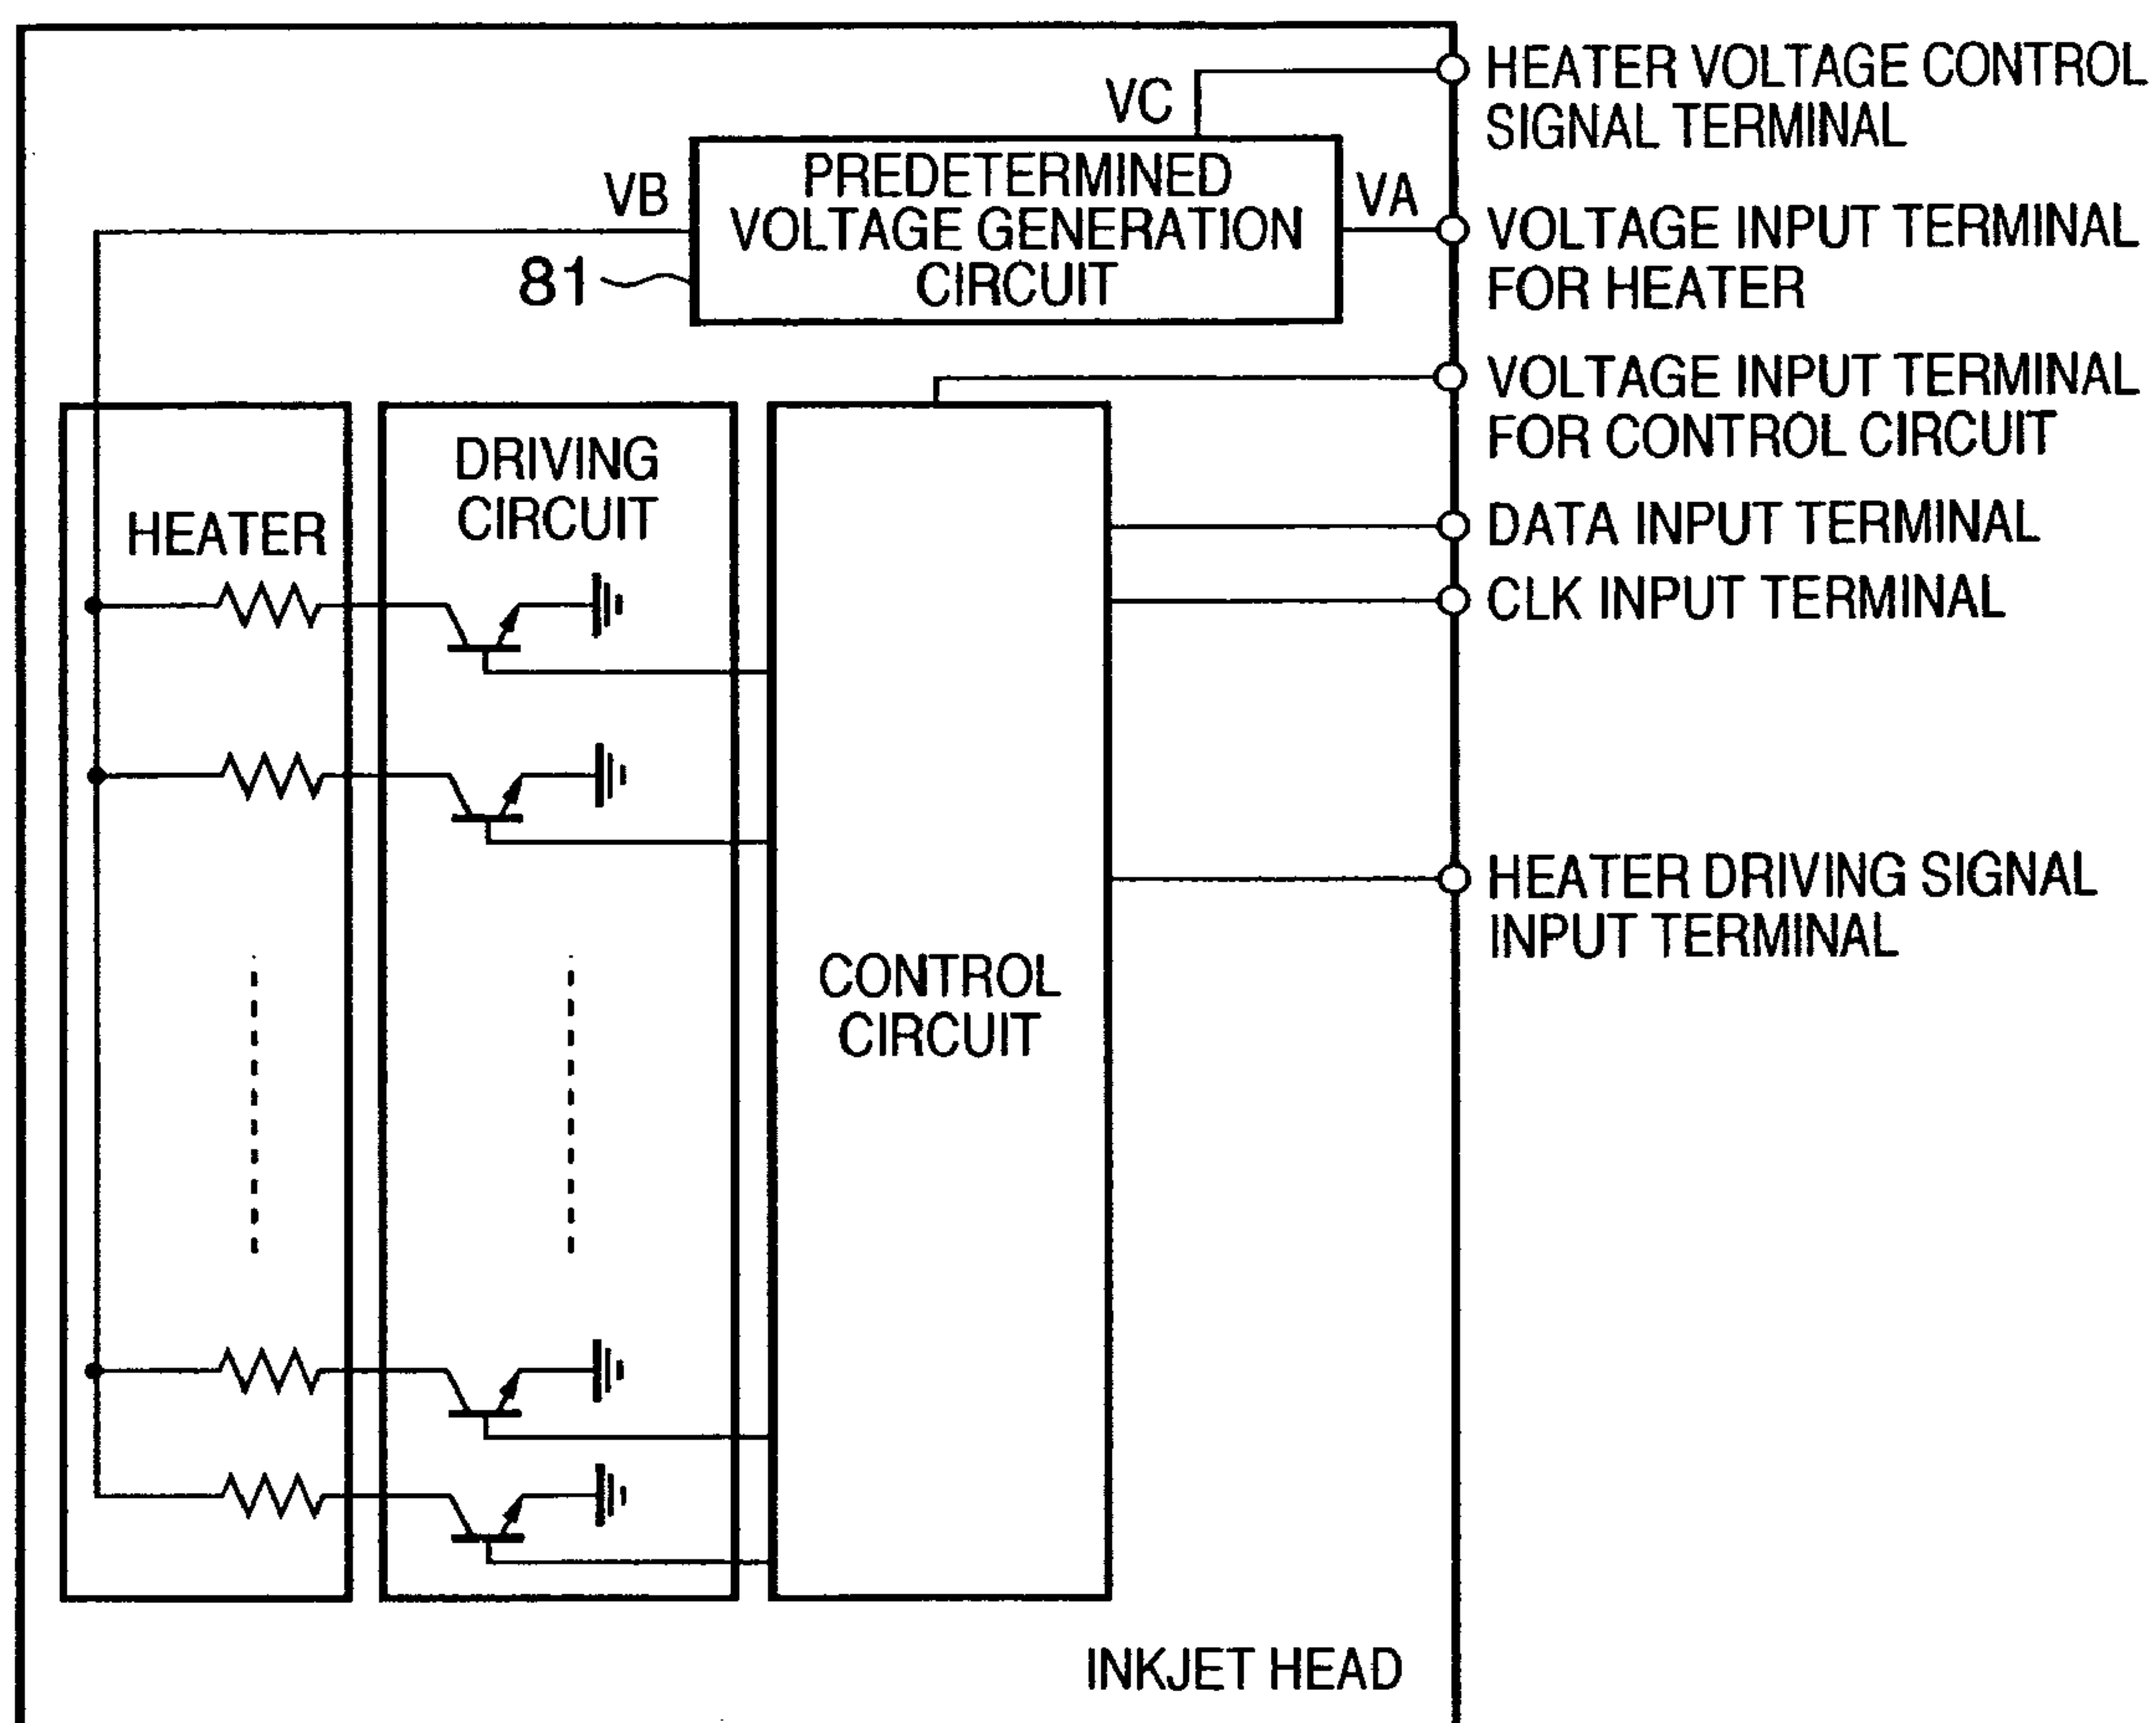 HEATER VOLTAGE CONTROL
SIGNAL TERMINAL
VC
PREDETERMINED
VOLTAGE GENERATION
CIRCUIT
VB
VA
81
VOLTAGE INPUT TERMINAL
FOR HEATER
VOLTAGE INPUT TERMINAL
FOR CONTROL CIRCUIT
HEATER
DRIVING
CIRCUIT
DATA INPUT TERMINAL
CLK INPUT TERMINAL
HEATER DRIVING SIGNAL
INPUT TERMINAL
CONTROL
CIRCUIT
INKJET HEAD